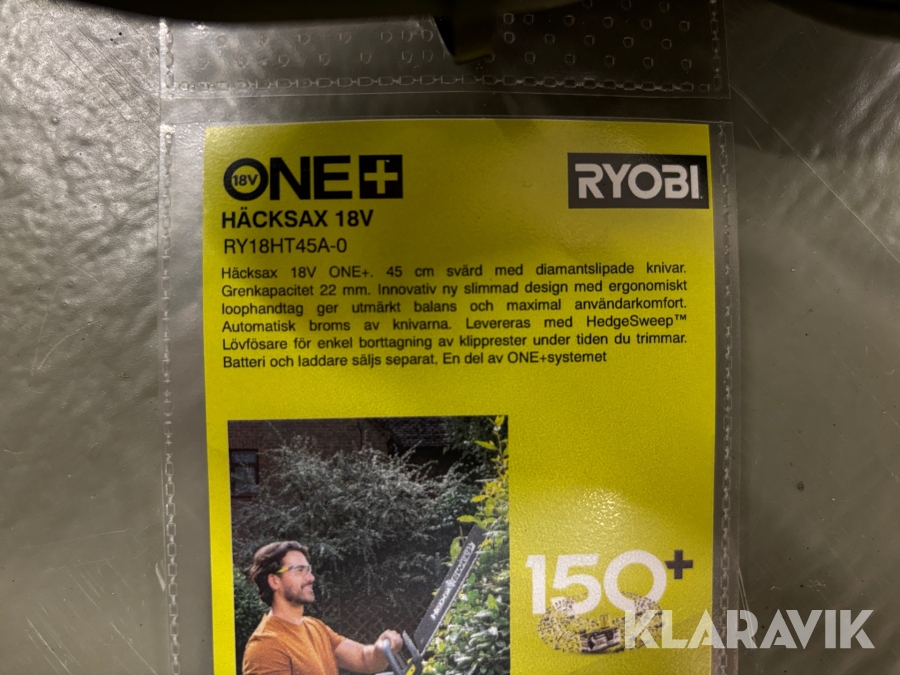 18V ONE+
RYOBI
HÄCKSAX 18V
RY18HT45A-0
Häcksax 18V ONE+. 45 cm svärd med diamantslipade knivar.
Grenkapacitet 22 mm. Innovativ ny slimmad design med ergonomiskt
loophandtag ger utmärkt balans och maximal användarkomfort.
Automatisk broms av knivarna. Levereras med HedgeSweep™
Lövfösare för enkel borttagning av klipprester under tiden du trimmar.
Batteri och laddare säljs separat. En del av ONE+systemet
150+
KLARAVIK